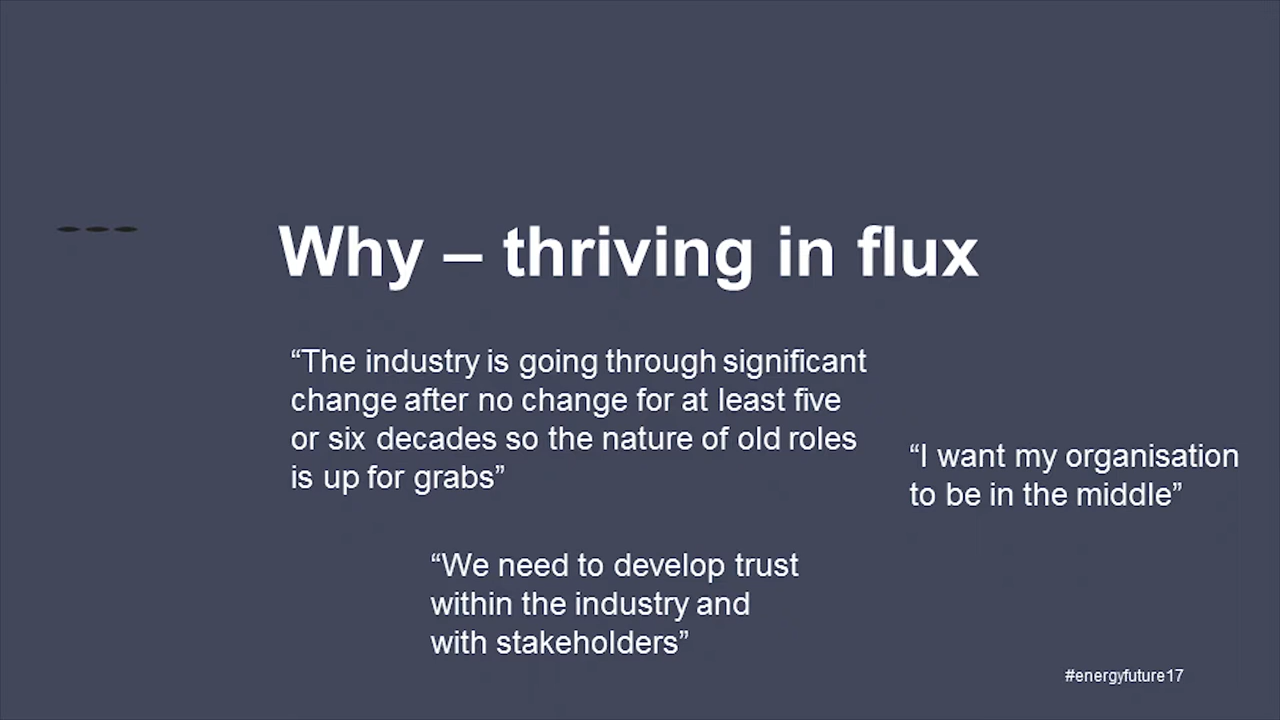 Why – thriving in flux
“The industry is going through significant
change after no change for at least five
or six decades so the nature of old roles
is up for grabs”
“I want my organisation
to be in the middle”
“We need to develop trust
within the industry and
with stakeholders”
#energyfuture17